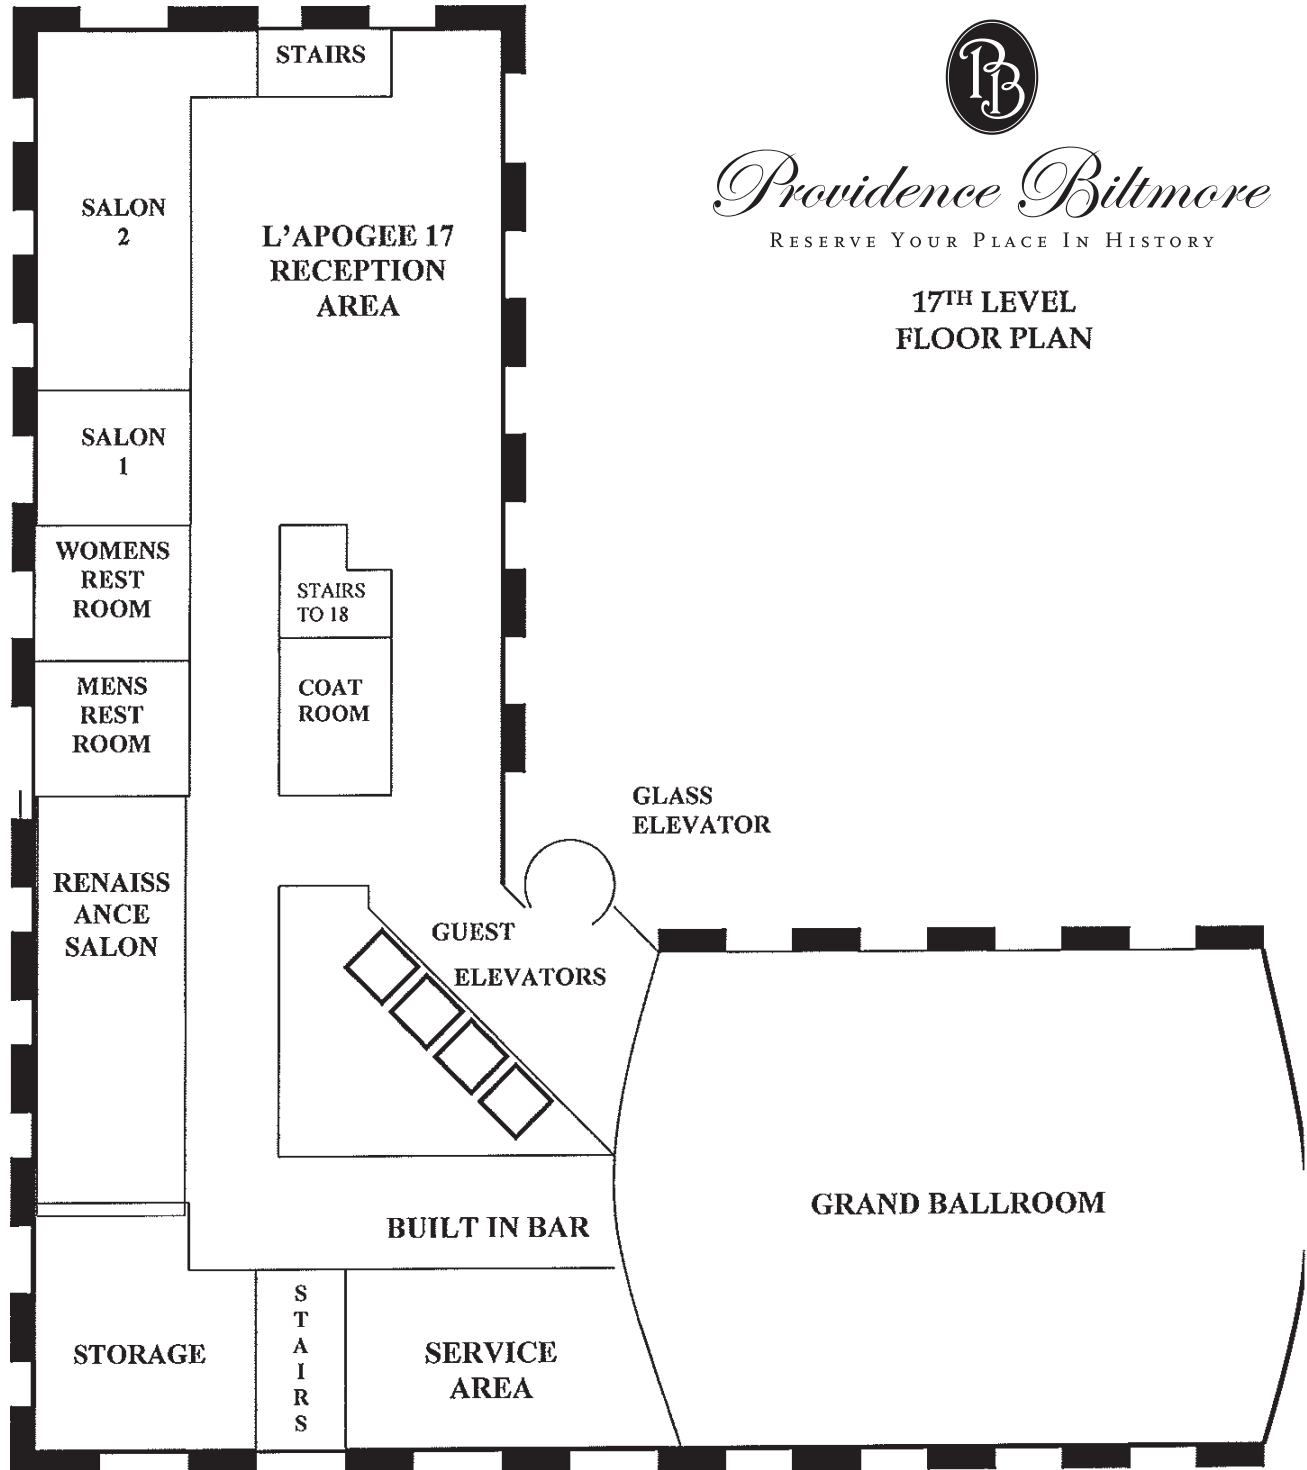 STAIRS
PB
Providence Biltmore
RESERVE YOUR PLACE IN HISTORY
17TH LEVEL
FLOOR PLAN
SALON
2
L'APOGEE 17
RECEPTION
AREA
SALON
1
WOMENS
REST
ROOM
STAIRS
TO 18
MENS
REST
ROOM
COAT
ROOM
GLASS
ELEVATOR
RENAISS
ANCE
SALON
GUEST
ELEVATORS
GRAND BALLROOM
BUILT IN BAR
STORAGE
S
T
A
I
R
S
SERVICE
AREA